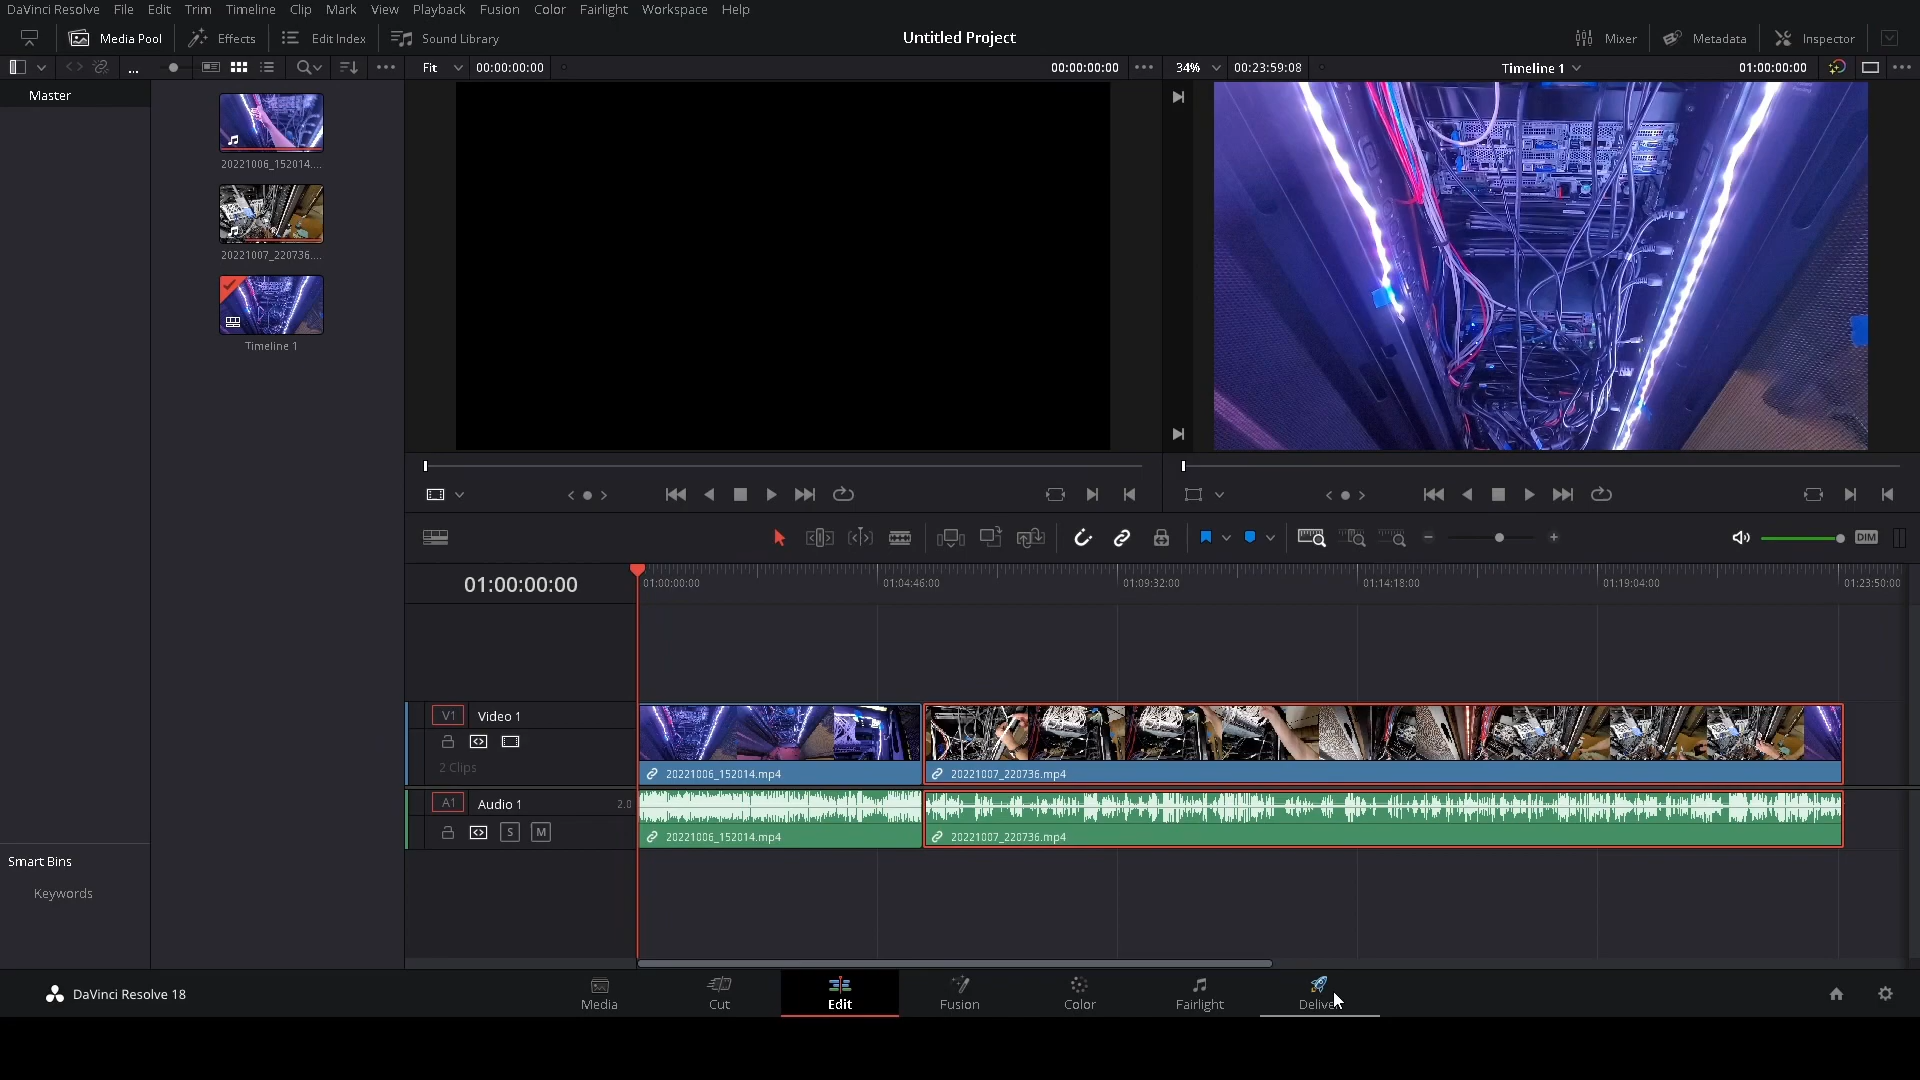 DaVinci Resolve File Edit Trim Timeline Clip Mark View Playback Fusion Color Fairlight Workspace Help
Media Pool Effects Edit Index Sound Library Untitled Project Mixer Metadata Inspector
... Fit 00:00:00:00 00:00:00:00 34% 00:23:59:08 Timeline 1 01:00:00:00
Master
20221006_152014....
20221007_220736....
Timeline 1
DIM
01:00:00:00 01:00:00:00 01:04:46:00 01:09:32:00 01:14:18:00 01:19:04:00 01:23:50:00
V1 Video 1
2 Clips
20221006_152014.mp4 20221007_220736.mp4
A1 Audio 1 2.0
S M
20221006_152014.mp4 20221007_220736.mp4
Smart Bins
Keywords
DaVinci Resolve 18 Media Cut Edit Fusion Color Fairlight Deliver